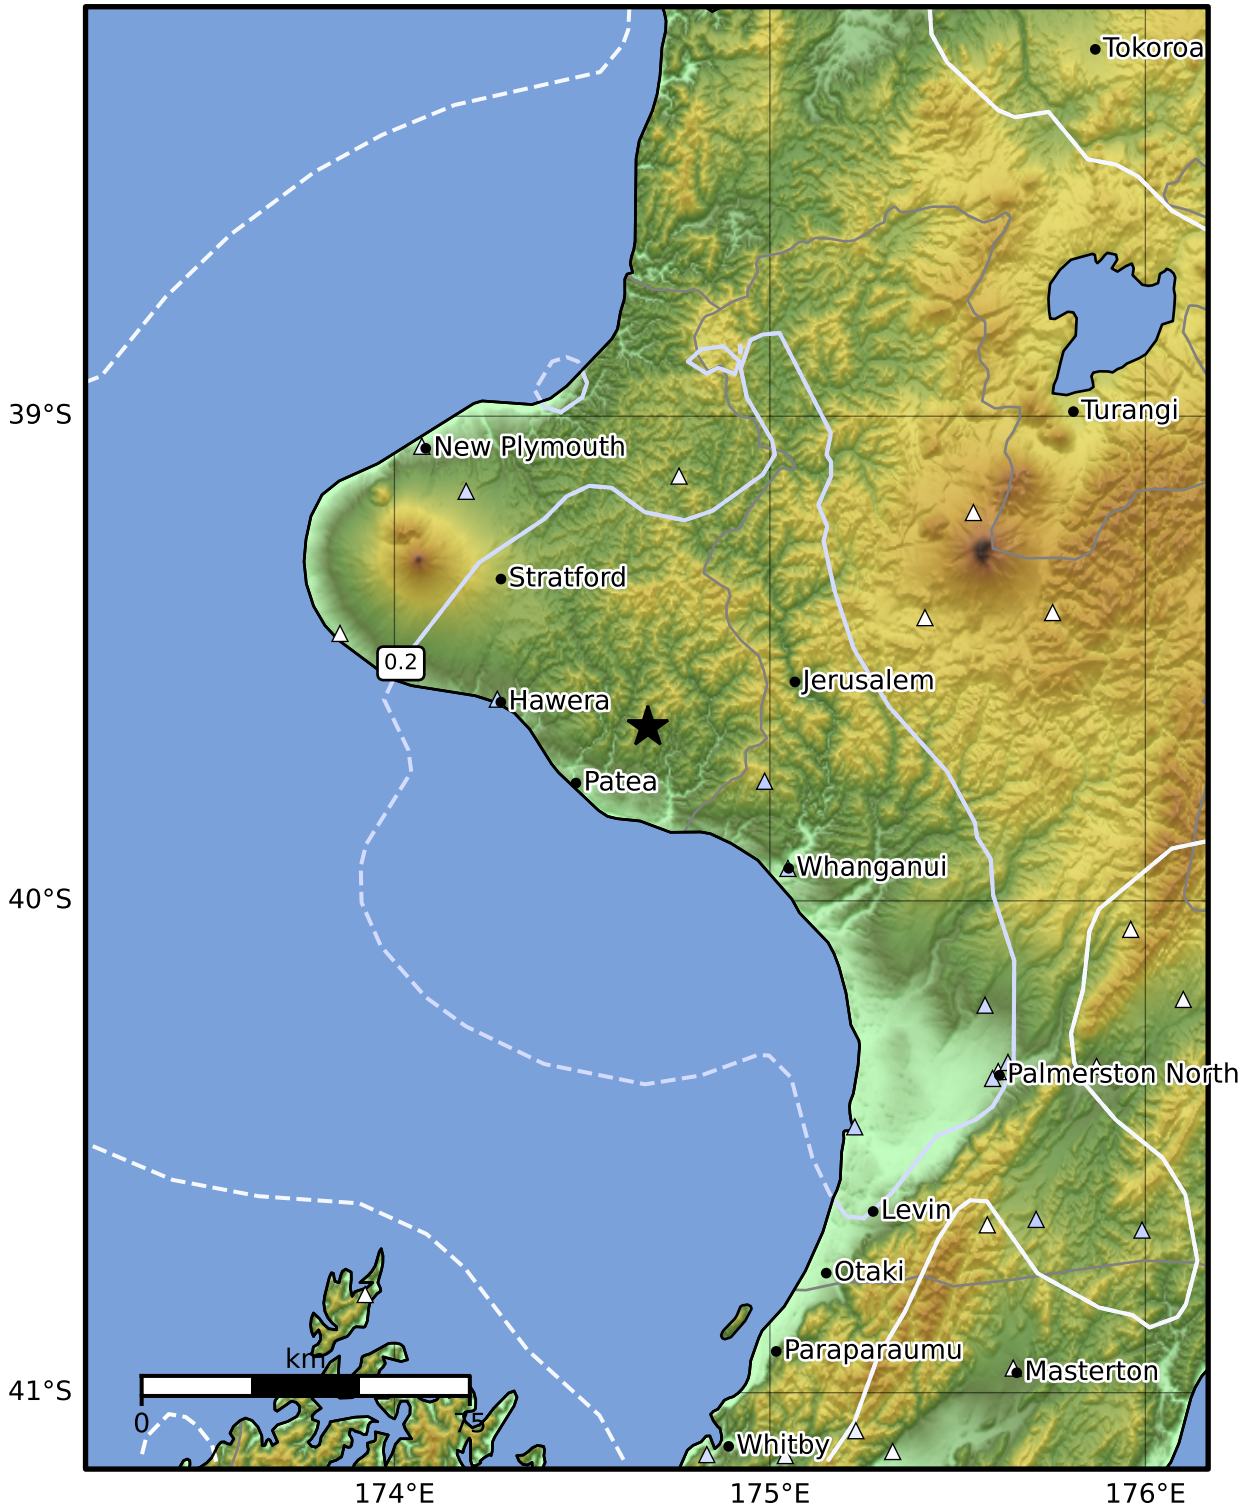 Tokoroa
39°S
Turangi
New Plymouth
Stratford
0.2
Jerusalem
Hawera
Patea
Whanganui
40°S
Palmerston North
Levin
Otaki
Paraparaumu
km
Masterton
41°S
0
75
Whitby
174°E
175°E
176°E